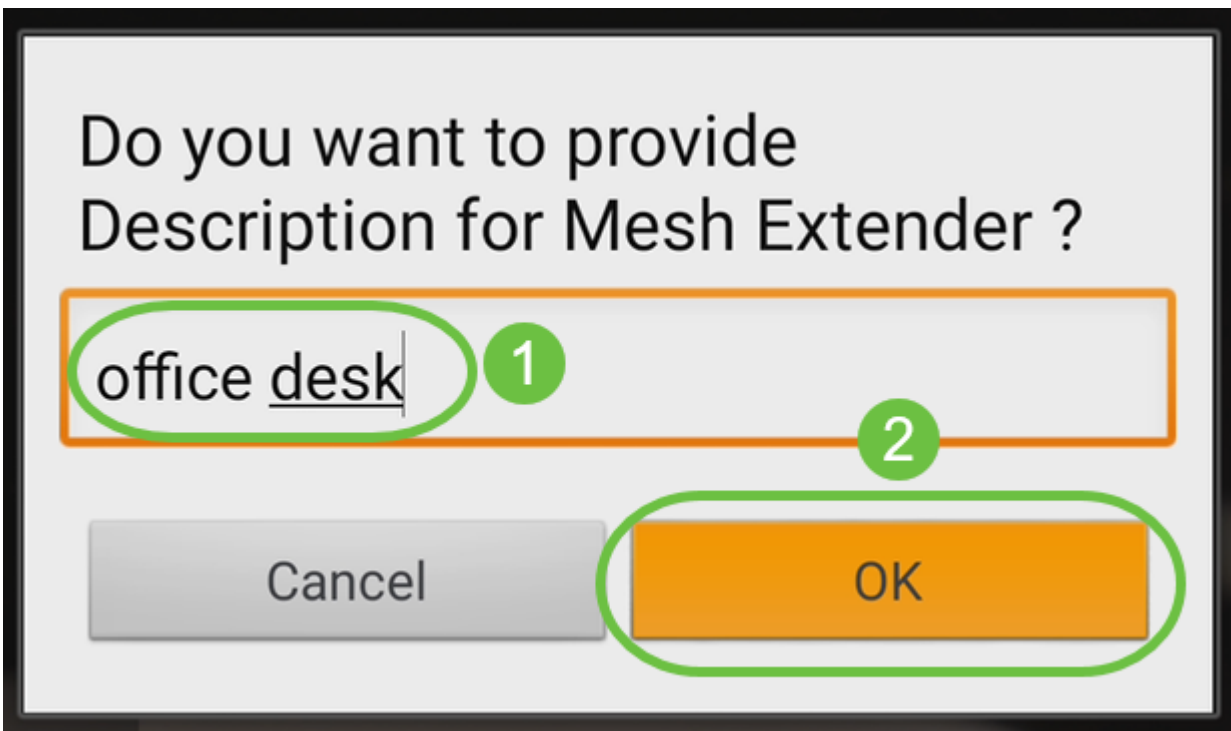 Do you want to provide
Description for Mesh Extender ?
office desk
1
2
Cancel
OK